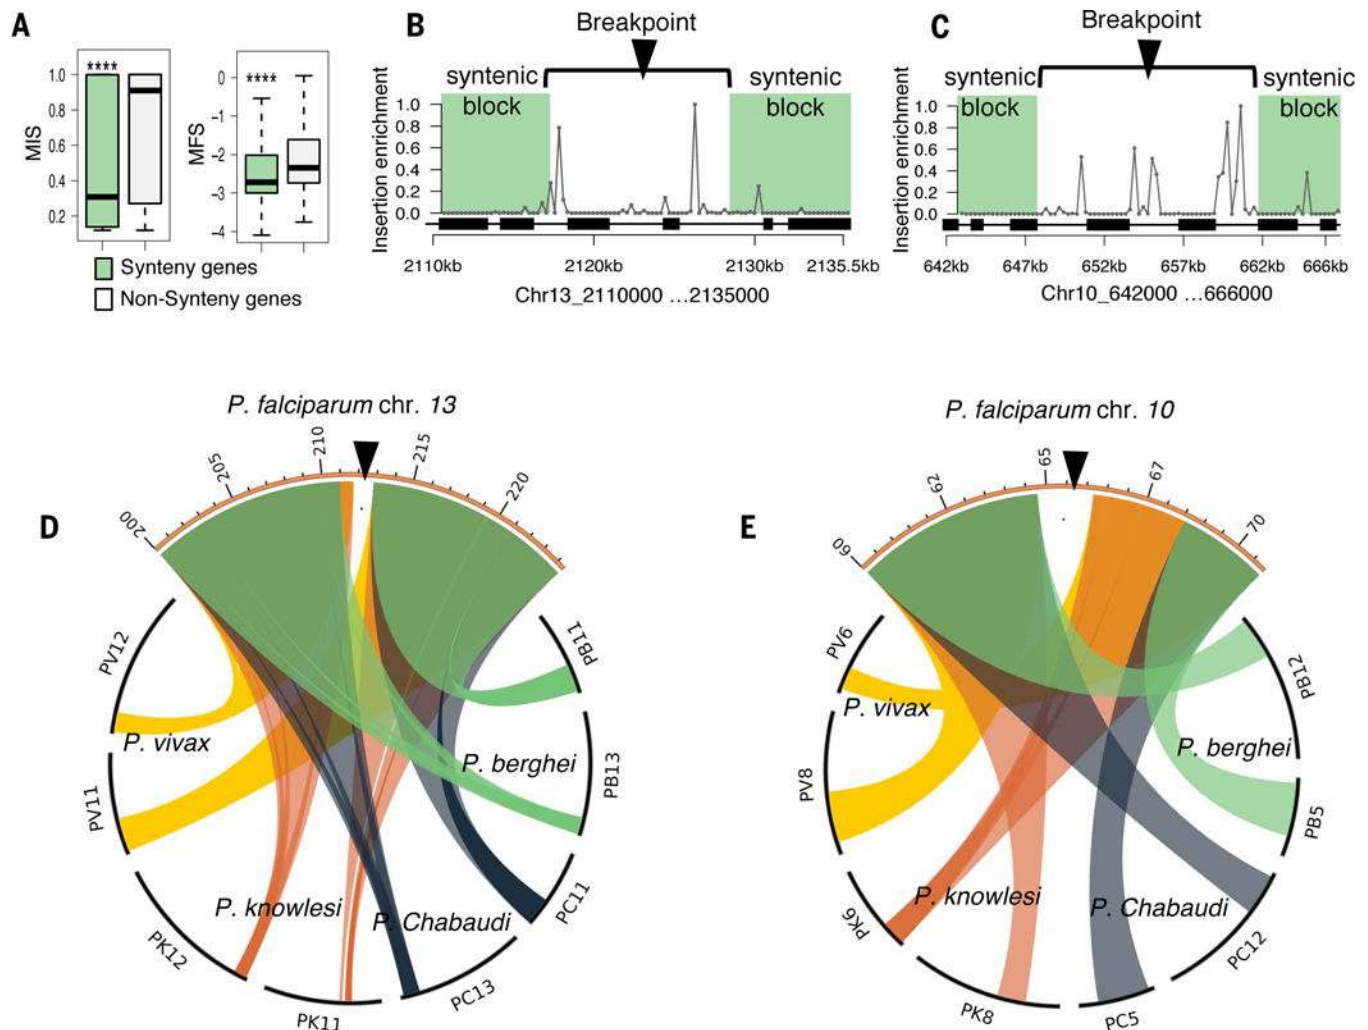 A
****
1.0
0.8
0.6
0.4
0.2
MIS
****
0
−1
−2
−3
−4
MFS
Synteny genes
Non-Synteny genes
B
Breakpoint
syntenic
block
syntenic
block
Insertion enrichment
1.0
0.8
0.6
0.4
0.2
0.0
2110kb
2120kb
2130kb
2135.5kb
Chr13_2110000 ...2135000
C
Breakpoint
syntenic
block
syntenic
block
Insertion enrichment
1.0
0.8
0.6
0.4
0.2
0.0
642kb
647kb
652kb
657kb
662kb
666kb
Chr10_642000 ...666000
D
P. falciparum chr. 13
200
205
210
215
220
PV12
P. vivax
PV11
PK12
P. knowlesi
PK11
PC13
P. Chabaudi
PC11
PB13
P. berghei
PB11
E
P. falciparum chr. 10
60
62
65
67
70
PV6
P. vivax
PV8
PK6
P. knowlesi
PK8
PC5
P. Chabaudi
PC12
PB5
P. berghei
PB12